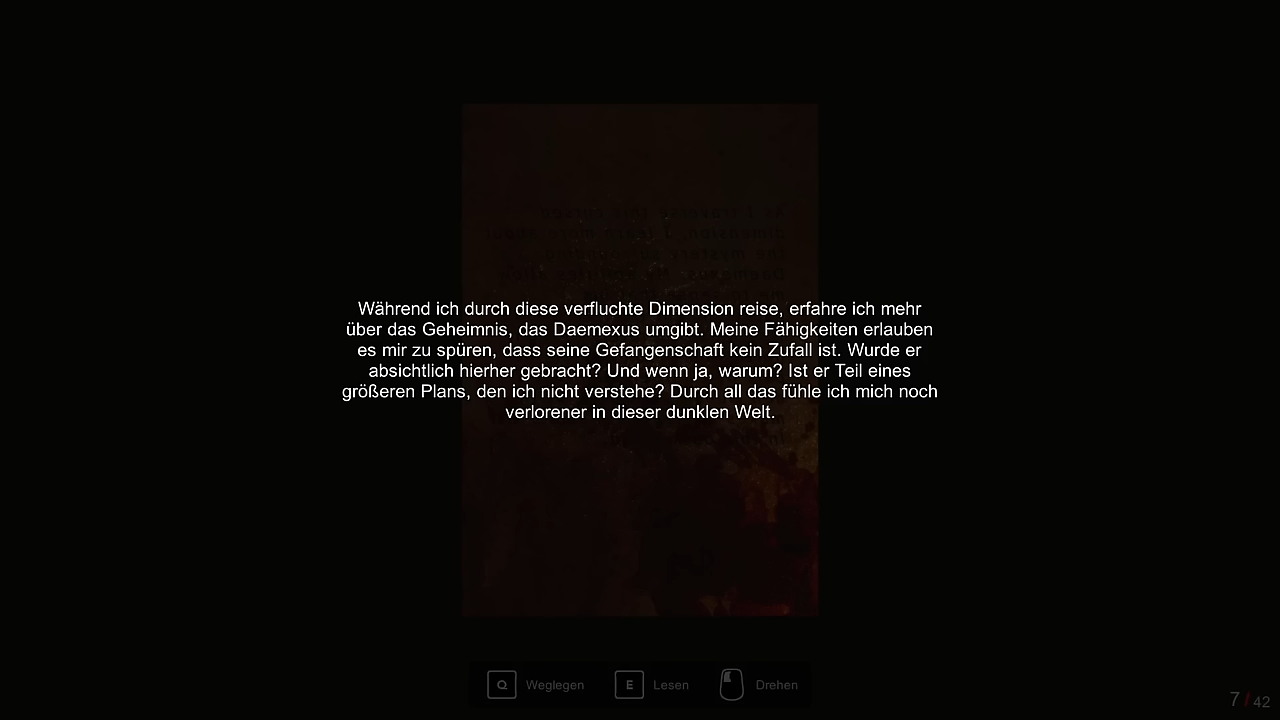 Während ich durch diese verfluchte Dimension reise, erfahre ich mehr
über das Geheimnis, das Daemexus umgibt. Meine Fähigkeiten erlauben
es mir zu spüren, dass seine Gefangenschaft kein Zufall ist. Wurde er
absichtlich hierher gebracht? Und wenn ja, warum? Ist er Teil eines
größeren Plans, den ich nicht verstehe? Durch all das fühle ich mich noch
verlorener in dieser dunklen Welt.
Q Weglegen E Lesen Drehen
7 / 42